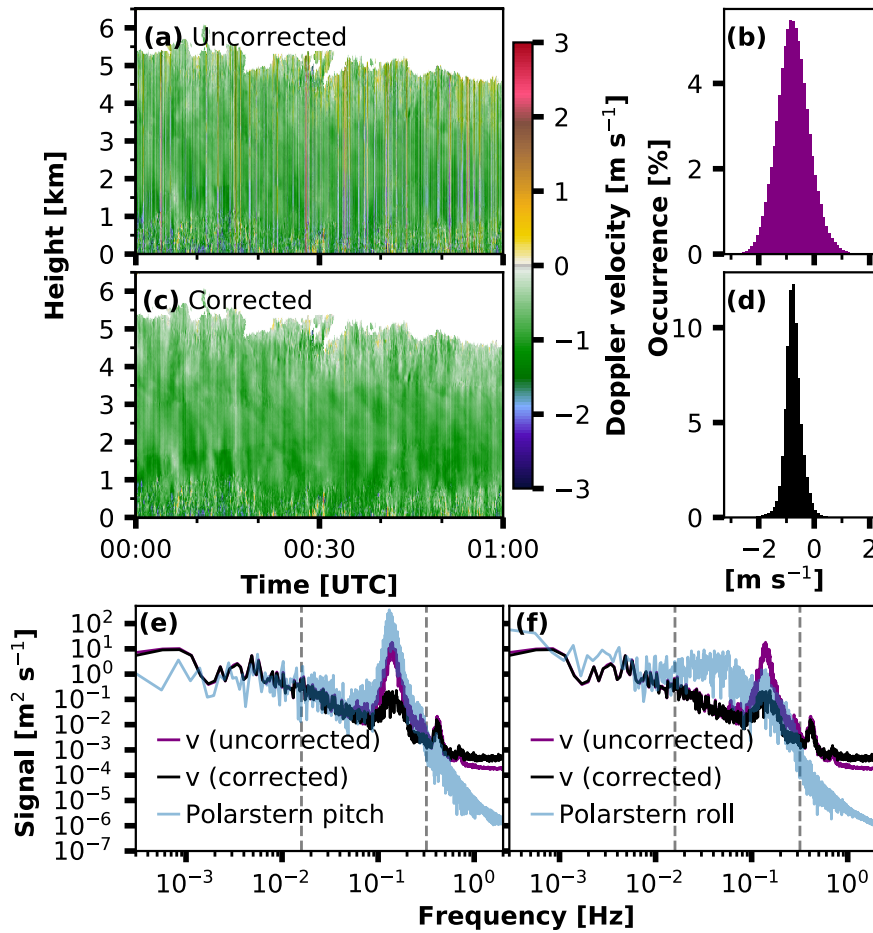 (a) Uncorrected
6
5
4
3
2
1
0
(c) Corrected
6
5
4
3
2
1
0
Height [km]
00:00
00:30
01:00
Time [UTC]
3
2
1
0
−1
−2
−3
Doppler velocity [m s⁻¹]
(b)
4
2
0
(d)
10
5
0
Occurrence [%]
−2
0
2
[m s⁻¹]
(e)
10²
10¹
10⁰
10⁻¹
10⁻²
10⁻³
10⁻⁴
10⁻⁵
10⁻⁶
10⁻⁷
Signal [m² s⁻¹]
v (uncorrected)
v (corrected)
Polarstern pitch
10⁻³
10⁻²
10⁻¹
10⁰
(f)
v (uncorrected)
v (corrected)
Polarstern roll
10⁻³
10⁻²
10⁻¹
10⁰
Frequency [Hz]